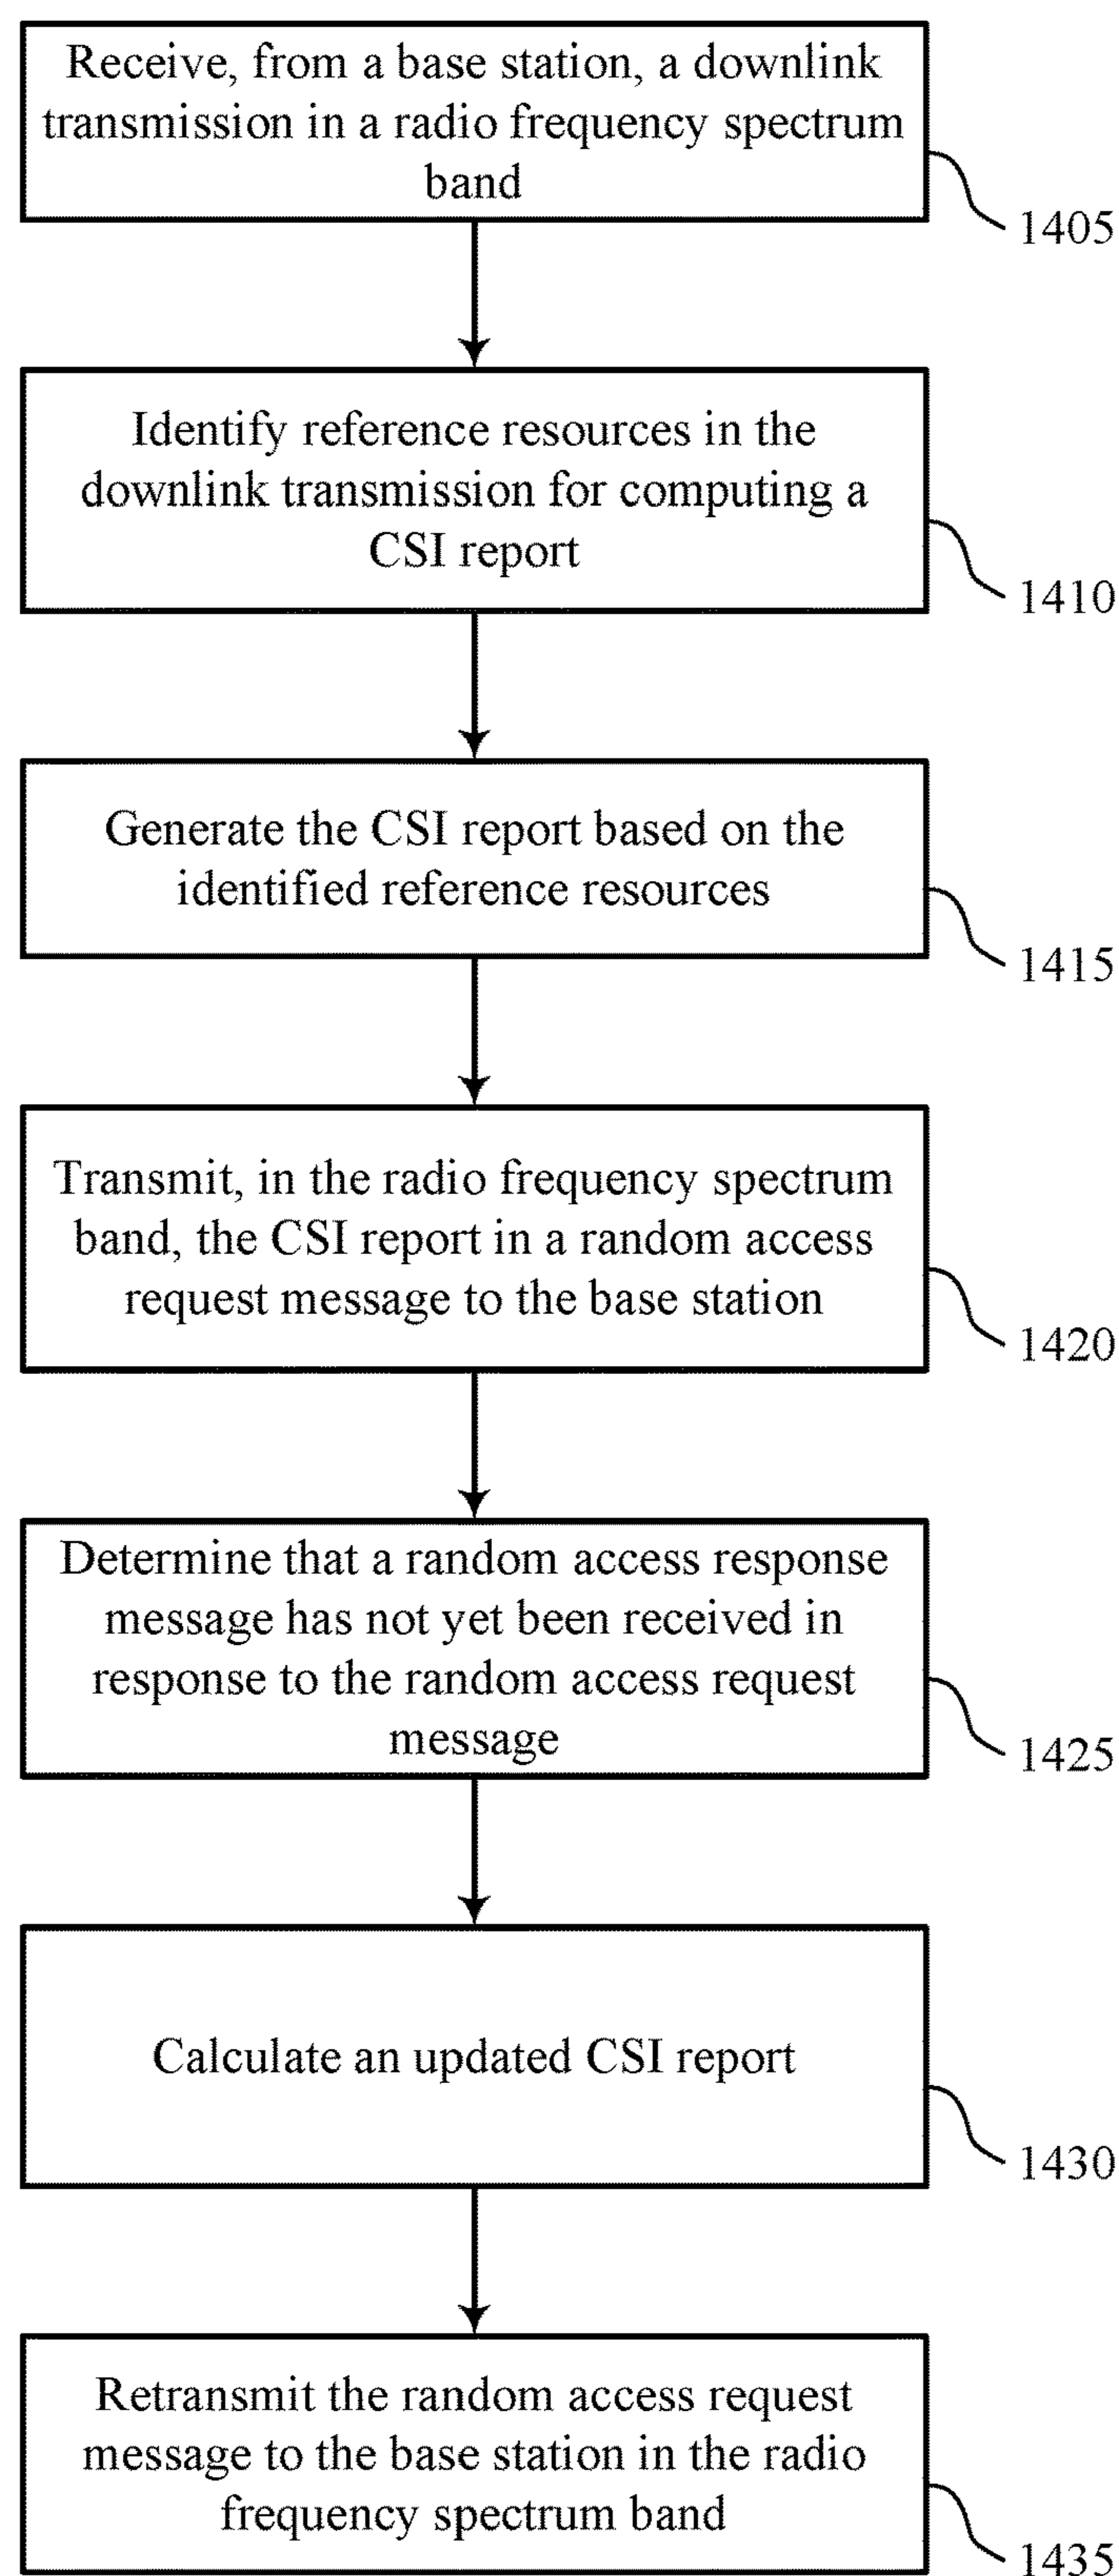 Receive, from a base station, a downlink
transmission in a radio frequency spectrum
band
1405
Identify reference resources in the
downlink transmission for computing a
CSI report
1410
Generate the CSI report based on the
identified reference resources
1415
Transmit, in the radio frequency spectrum
band, the CSI report in a random access
request message to the base station
1420
Determine that a random access response
message has not yet been received in
response to the random access request
message
1425
Calculate an updated CSI report
1430
Retransmit the random access request
message to the base station in the radio
frequency spectrum band
1435